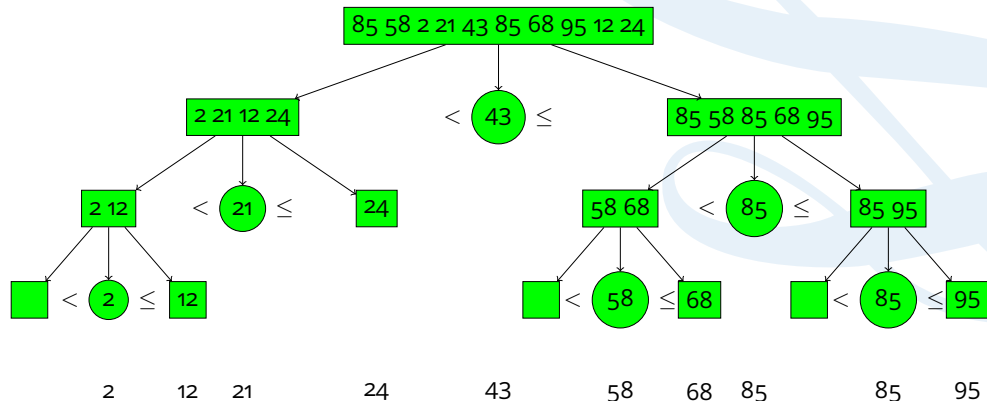 85 58 2 21 43 85 68 95 12 24
2 21 12 24 < 43 ≤ 85 58 85 68 95
2 12 < 21 ≤ 24 58 68 < 85 ≤ 85 95
< 2 ≤ 12 < 58 ≤ 68 < 85 ≤ 95
2 12 21 24 43 58 68 85 85 95